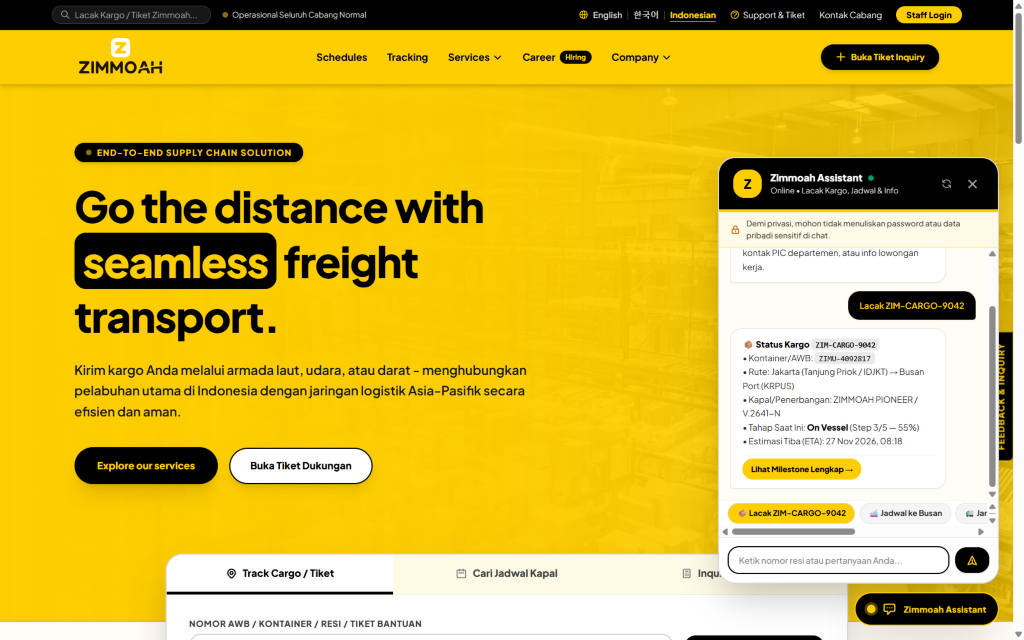 Lacak Kargo / Tiket Zimmoah...
Operasional Seluruh Cabang Normal
English
한국어
Indonesian
Support & Tiket
Kontak Cabang
Staff Login
Z
ZIMMOAH
Schedules
Tracking
Services
Career
Hiring
Company
Buka Tiket Inquiry
END-TO-END SUPPLY CHAIN SOLUTION
Go the distance with
seamless freight
transport.
Kirim kargo Anda melalui armada laut, udara, atau darat - menghubungkan
pelabuhan utama di Indonesia dengan jaringan logistik Asia-Pasifik secara
efisien dan aman.
Explore our services
Buka Tiket Dukungan
Track Cargo / Tiket
Cari Jadwal Kapal
NOMOR AWB / KONTAINER / RESI / TIKET BANTUAN
Z
Zimmoah Assistant
Online • Lacak Kargo, Jadwal & Info
Demi privasi, mohon tidak menuliskan password atau data
pribadi sensitif di chat.
kontak PIC departemen, atau info lowongan
kerja.
Lacak ZIM-CARGO-9042
Status Kargo ZIM-CARGO-9042
• Kontainer/AWB: ZIMU-4092817
• Rute: Jakarta (Tanjung Priok / IDJKT) → Busan
Port (KRPUS)
• Kapal/Penerbangan: ZIMMOAH PIONEER /
V.2641-N
• Tahap Saat Ini: On Vessel (Step 3/5 — 55%)
• Estimasi Tiba (ETA): 27 Nov 2026, 08:18
Lihat Milestone Lengkap →
Lacak ZIM-CARGO-9042
Jadwal ke Busan
Ketik nomor resi atau pertanyaan Anda...
FEEDBACK & INQUIRY
Zimmoah Assistant